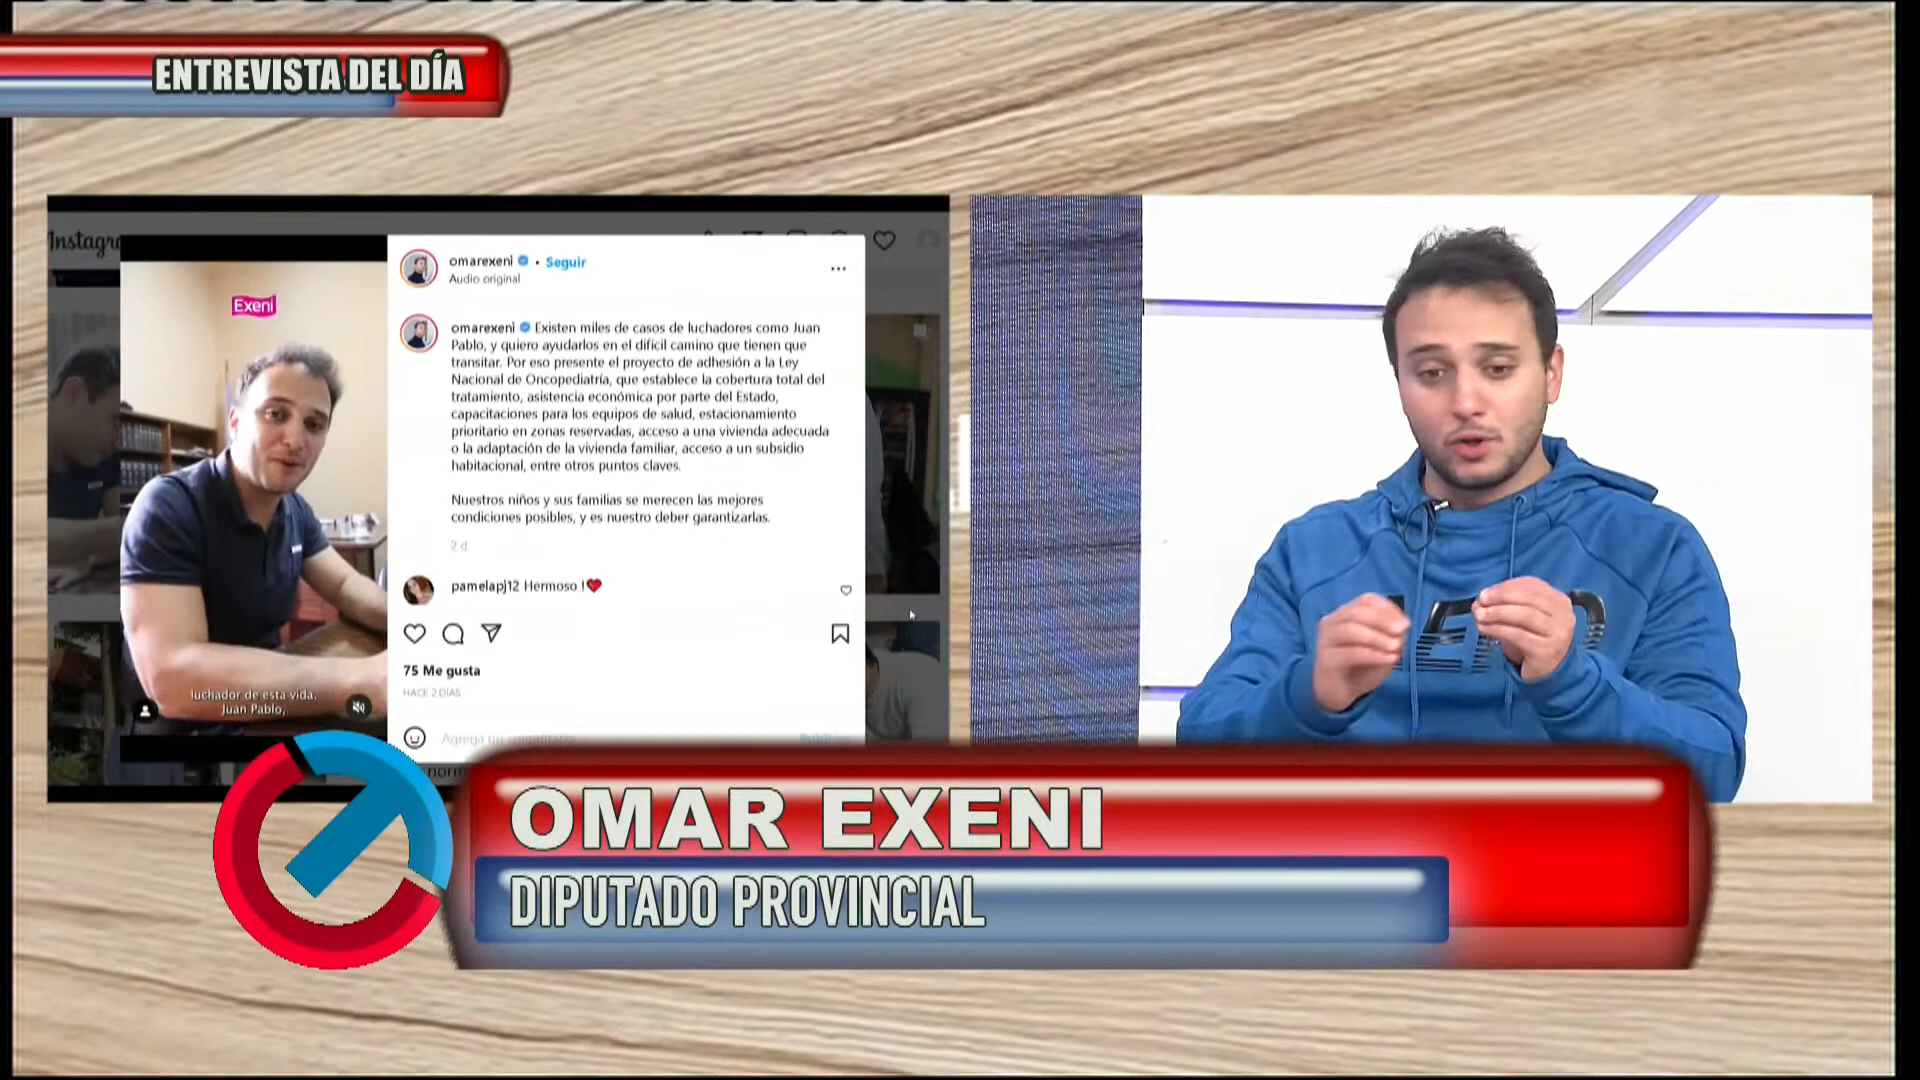 ENTREVISTA DEL DÍA
Exeni
luchador de esta vida,
Juan Pablo,
omarexeni • Seguir
Audio original
omarexeni Existen miles de casos de luchadores como Juan
Pablo, y quiero ayudarlos en el difícil camino que tienen que
transitar. Por eso presente el proyecto de adhesión a la Ley
Nacional de Oncopediatría, que establece la cobertura total del
tratamiento, asistencia económica por parte del Estado,
capacitaciones para los equipos de salud, estacionamiento
prioritario en zonas reservadas, acceso a una vivienda adecuada
o la adaptación de la vivienda familiar, acceso a un subsidio
habitacional, entre otros puntos claves.
Nuestros niños y sus familias se merecen las mejores
condiciones posibles, y es nuestro deber garantizarlas.
2 d
pamelapj12 Hermoso !❤
75 Me gusta
HACE 2 DÍAS
Agrega un comentario
OMAR EXENI
DIPUTADO PROVINCIAL